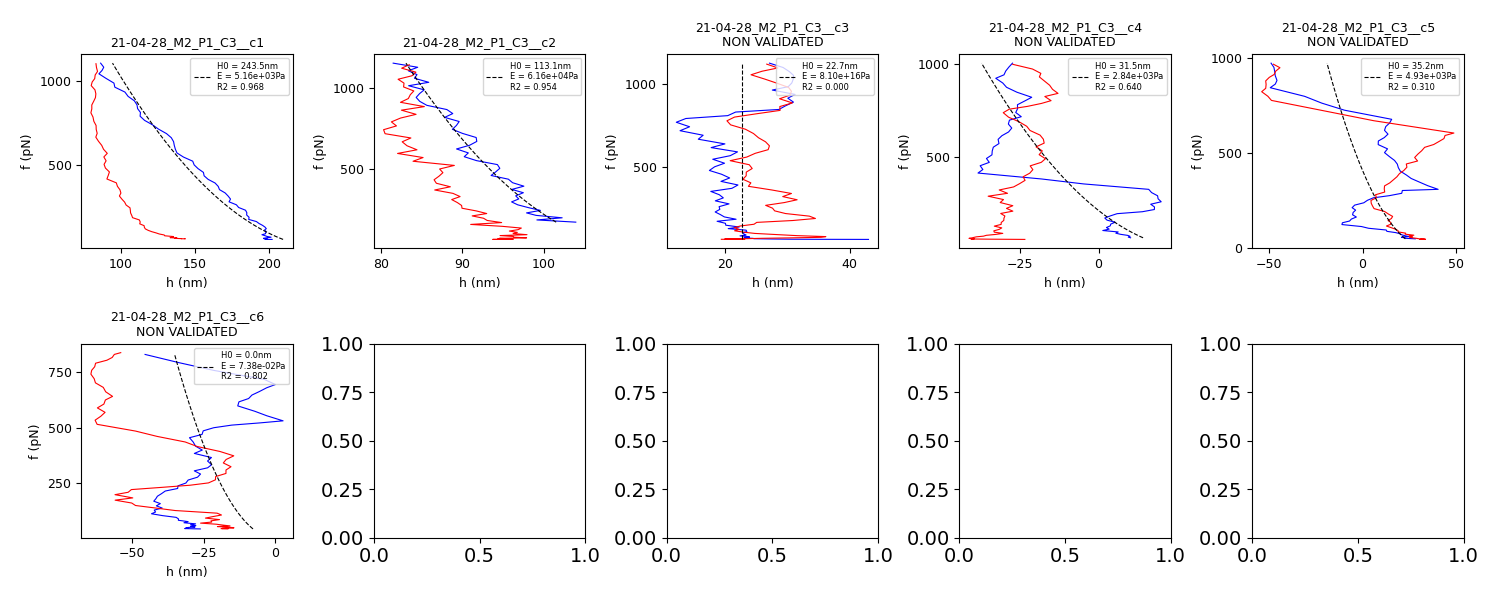 21-04-28_M2_P1_C3__c1
H0 = 243.5nm
E = 5.16e+03Pa
R2 = 0.968
1000
500
f (pN)
100 150 200
h (nm)
21-04-28_M2_P1_C3__c2
H0 = 113.1nm
E = 6.16e+04Pa
R2 = 0.954
1000
500
f (pN)
80 90 100
h (nm)
21-04-28_M2_P1_C3__c3
NON VALIDATED
H0 = 22.7nm
E = 8.10e+16Pa
R2 = 0.000
1000
500
f (pN)
20 40
h (nm)
21-04-28_M2_P1_C3__c4
NON VALIDATED
H0 = 31.5nm
E = 2.84e+03Pa
R2 = 0.640
1000
500
f (pN)
−25 0
h (nm)
21-04-28_M2_P1_C3__c5
NON VALIDATED
H0 = 35.2nm
E = 4.93e+03Pa
R2 = 0.310
1000
500
0
f (pN)
−50 0 50
h (nm)
21-04-28_M2_P1_C3__c6
NON VALIDATED
H0 = 0.0nm
E = 7.38e-02Pa
R2 = 0.802
750
500
250
f (pN)
−50 −25 0
h (nm)
1.00
0.75
0.50
0.25
0.00
0.0 0.5 1.0
1.00
0.75
0.50
0.25
0.00
0.0 0.5 1.0
1.00
0.75
0.50
0.25
0.00
0.0 0.5 1.0
1.00
0.75
0.50
0.25
0.00
0.0 0.5 1.0